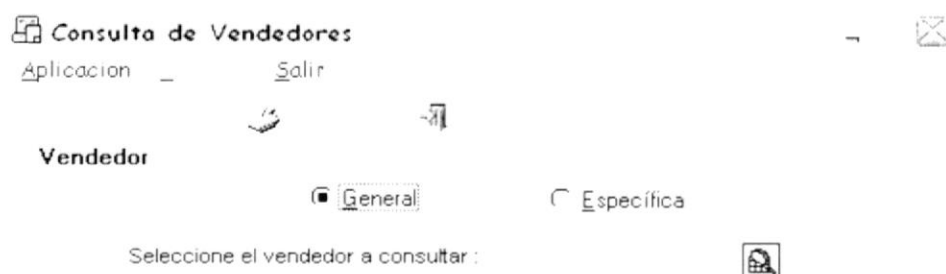 Consulta de Vendedores
Aplicacion Salir
Vendedor
General Específica
Seleccione el vendedor a consultar :